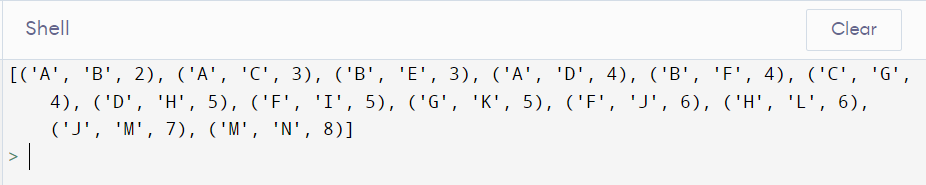 Shell
Clear
[('A', 'B', 2), ('A', 'C', 3), ('B', 'E', 3), ('A', 'D', 4), ('B', 'F', 4), ('C', 'G',
4), ('D', 'H', 5), ('F', 'I', 5), ('G', 'K', 5), ('F', 'J', 6), ('H', 'L', 6),
('J', 'M', 7), ('M', 'N', 8)]
>